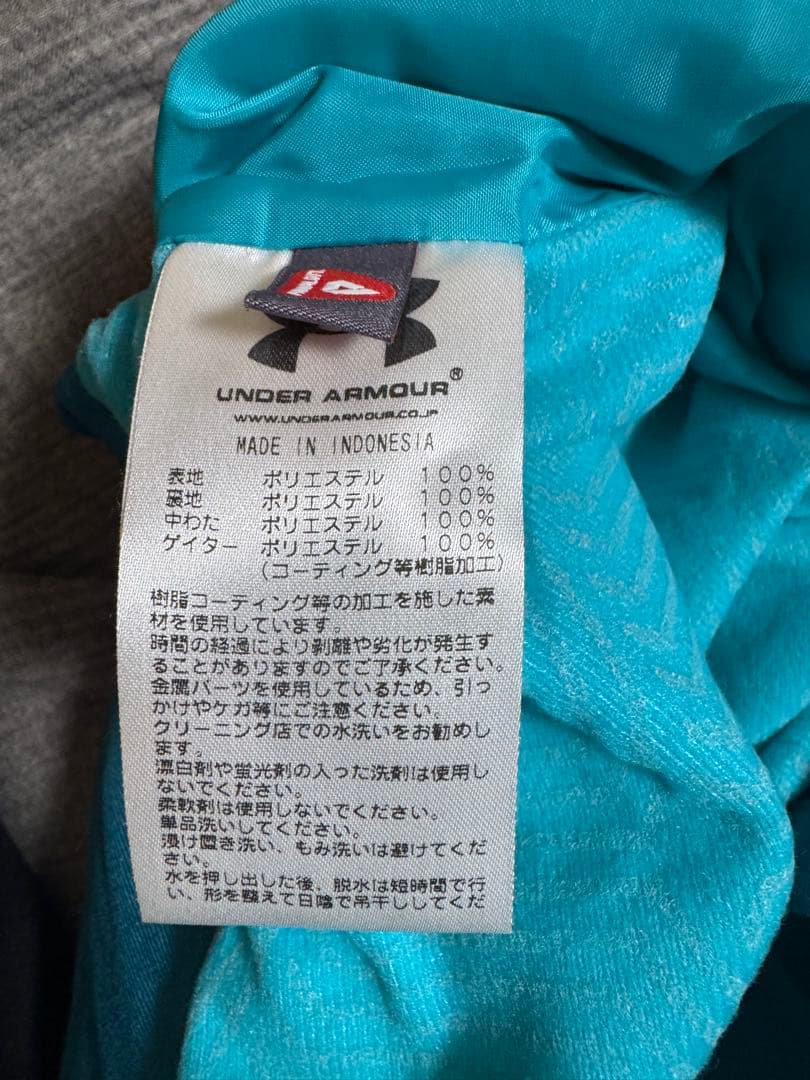 UNDER ARMOUR®
WWW.UNDERARMOUR.CO.JP
MADE IN INDONESIA
表地 ポリエステル 100%
裏地 ポリエステル 100%
中わた ポリエステル 100%
ゲイター ポリエステル 100%
(コーティング等樹脂加工)
樹脂コーティング等の加工を施した素
材を使用しています。
時間の経過により剥離や劣化が発生す
ることがありますのでご了承ください。
金属パーツを使用しているため、引っ
かけやケガ等にご注意ください。
クリーニング店での水洗いをお勧めし
ます。
漂白剤や蛍光剤の入った洗剤は使用し
ないでください。
柔軟剤は使用しないでください。
単品洗いしてください。
浸け置き洗い、もみ洗いは避けてくだ
さい。
水を押し出した後、脱水は短時間で行
い、形を整えて日陰で吊干ししてくだ